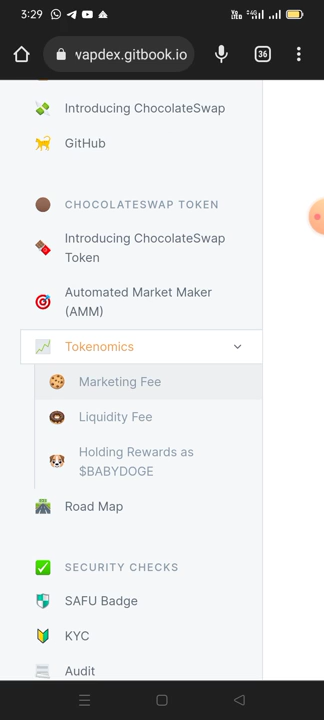 3:29
vapdex.gitbook.io
36
Introducing ChocolateSwap
GitHub
CHOCOLATESWAP TOKEN
Introducing ChocolateSwap
Token
Automated Market Maker
(AMM)
Tokenomics
Marketing Fee
Liquidity Fee
Holding Rewards as
$BABYDOGE
Road Map
SECURITY CHECKS
SAFU Badge
KYC
Audit